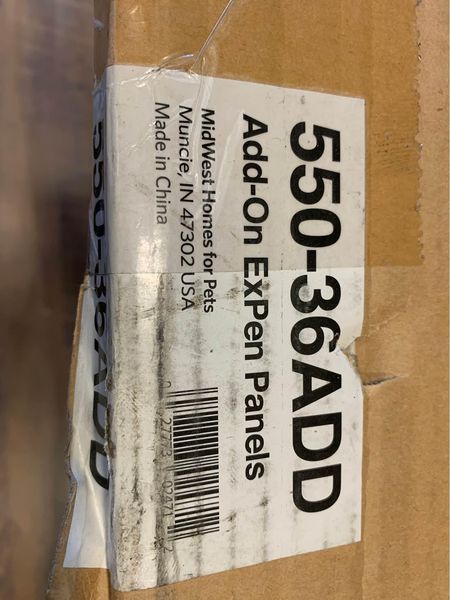 550-36ADD
Add-On ExPen Panels
MidWest Homes for Pets
Muncie, IN 47302 USA
Made in China
550-36ADD